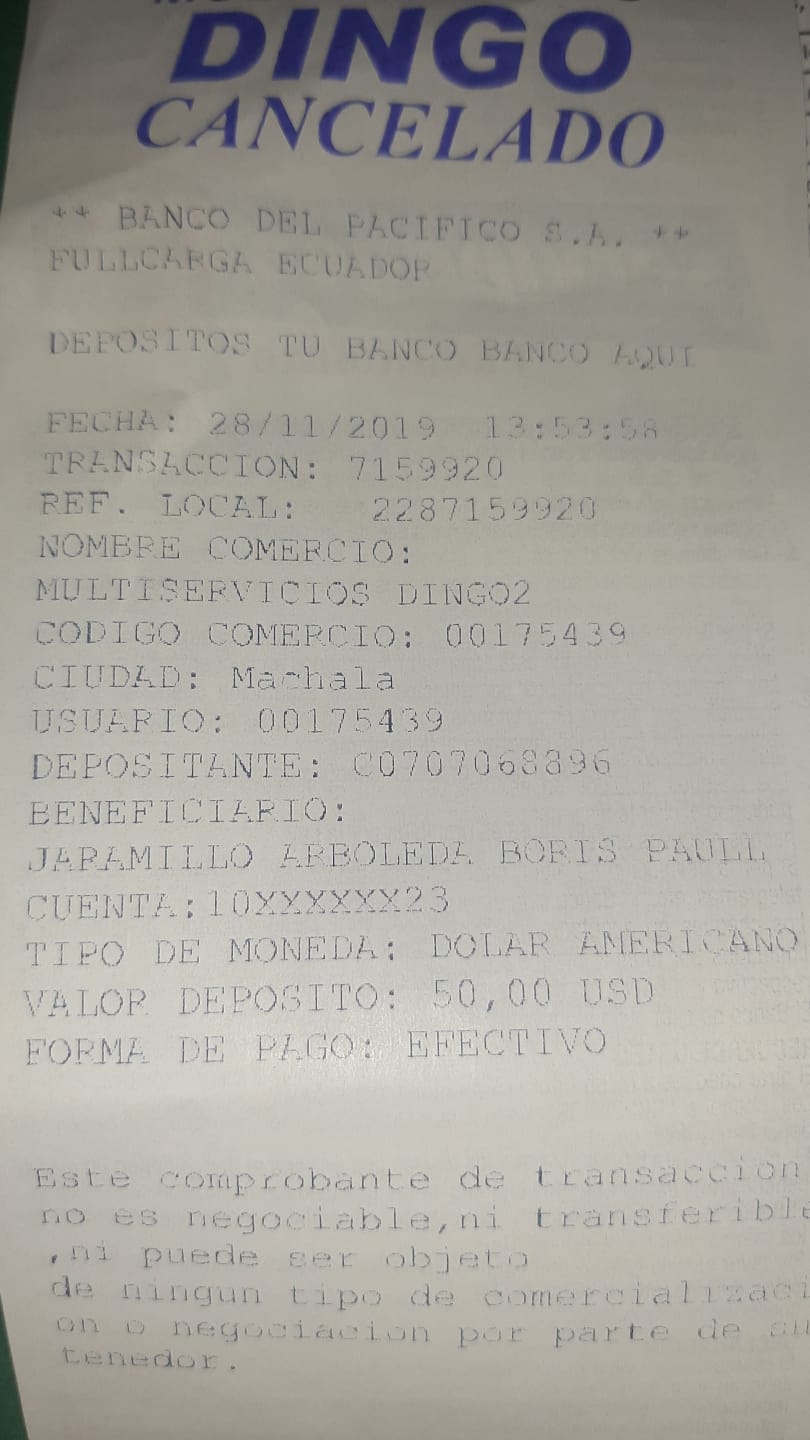 DINGO
CANCELADO
** BANCO DEL PACIFICO S.A. **
FULLCARGA ECUADOR
DEPOSITOS TU BANCO BANCO AQUI
FECHA: 28/11/2019 13:53:58
TRANSACCION: 7159920
REF. LOCAL: 2287159920
NOMBRE COMERCIO:
MULTISERVICIOS DINGO2
CODIGO COMERCIO: 00175439
CIUDAD: Machala
USUARIO: 00175439
DEPOSITANTE: C0707068896
BENEFICIARIO:
JARAMILLO ARBOLEDA BORIS PAULL
CUENTA:10XXXXXX23
TIPO DE MONEDA: DOLAR AMERICANO
VALOR DEPOSITO: 50,00 USD
FORMA DE PAGO: EFECTIVO
Este comprobante de transaccion
no es negociable,ni transferible
,ni puede ser objeto
de ningun tipo de comercializaci
on o negociacion por parte de su
tenedor.